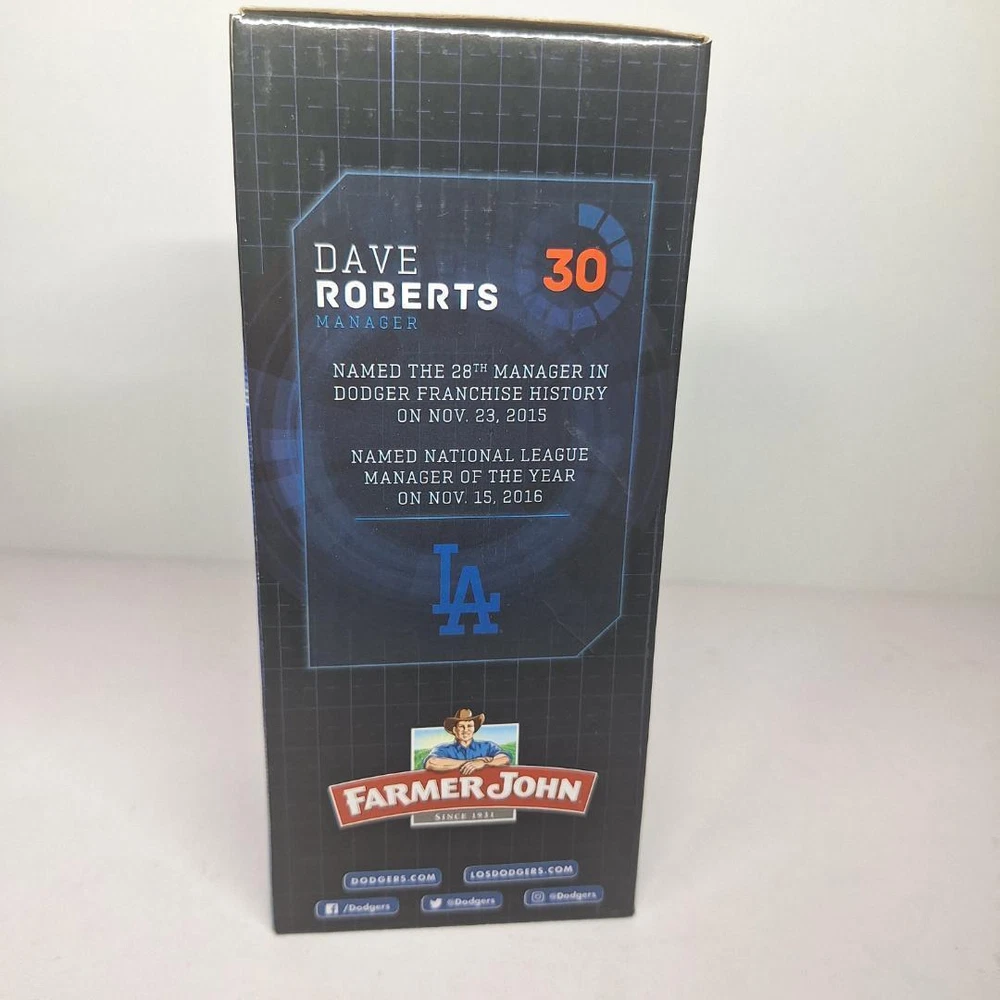 DAVE
ROBERTS
MANAGER
30
NAMED THE 28TH MANAGER IN
DODGER FRANCHISE HISTORY
ON NOV. 23, 2015
NAMED NATIONAL LEAGUE
MANAGER OF THE YEAR
ON NOV. 15, 2016
LA
FARMER JOHN
SINCE 1931
DODGERS.COM
LOSDODGERS.COM
/Dodgers
@Dodgers
@Dodgers